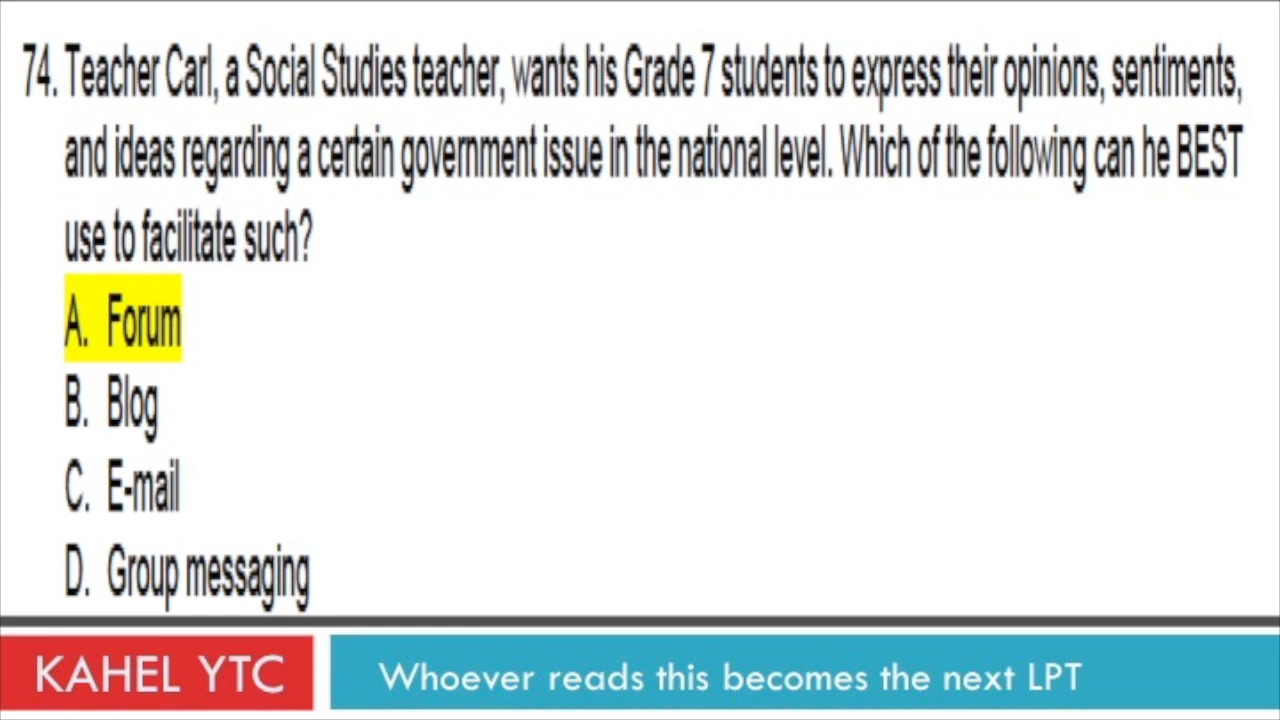 74. Teacher Carl, a Social Studies teacher, wants his Grade 7 students to express their opinions, sentiments,
and ideas regarding a certain government issue in the national level. Which of the following can he BEST
use to facilitate such?
A. Forum
B. Blog
C. E-mail
D. Group messaging
KAHEL YTC
Whoever reads this becomes the next LPT